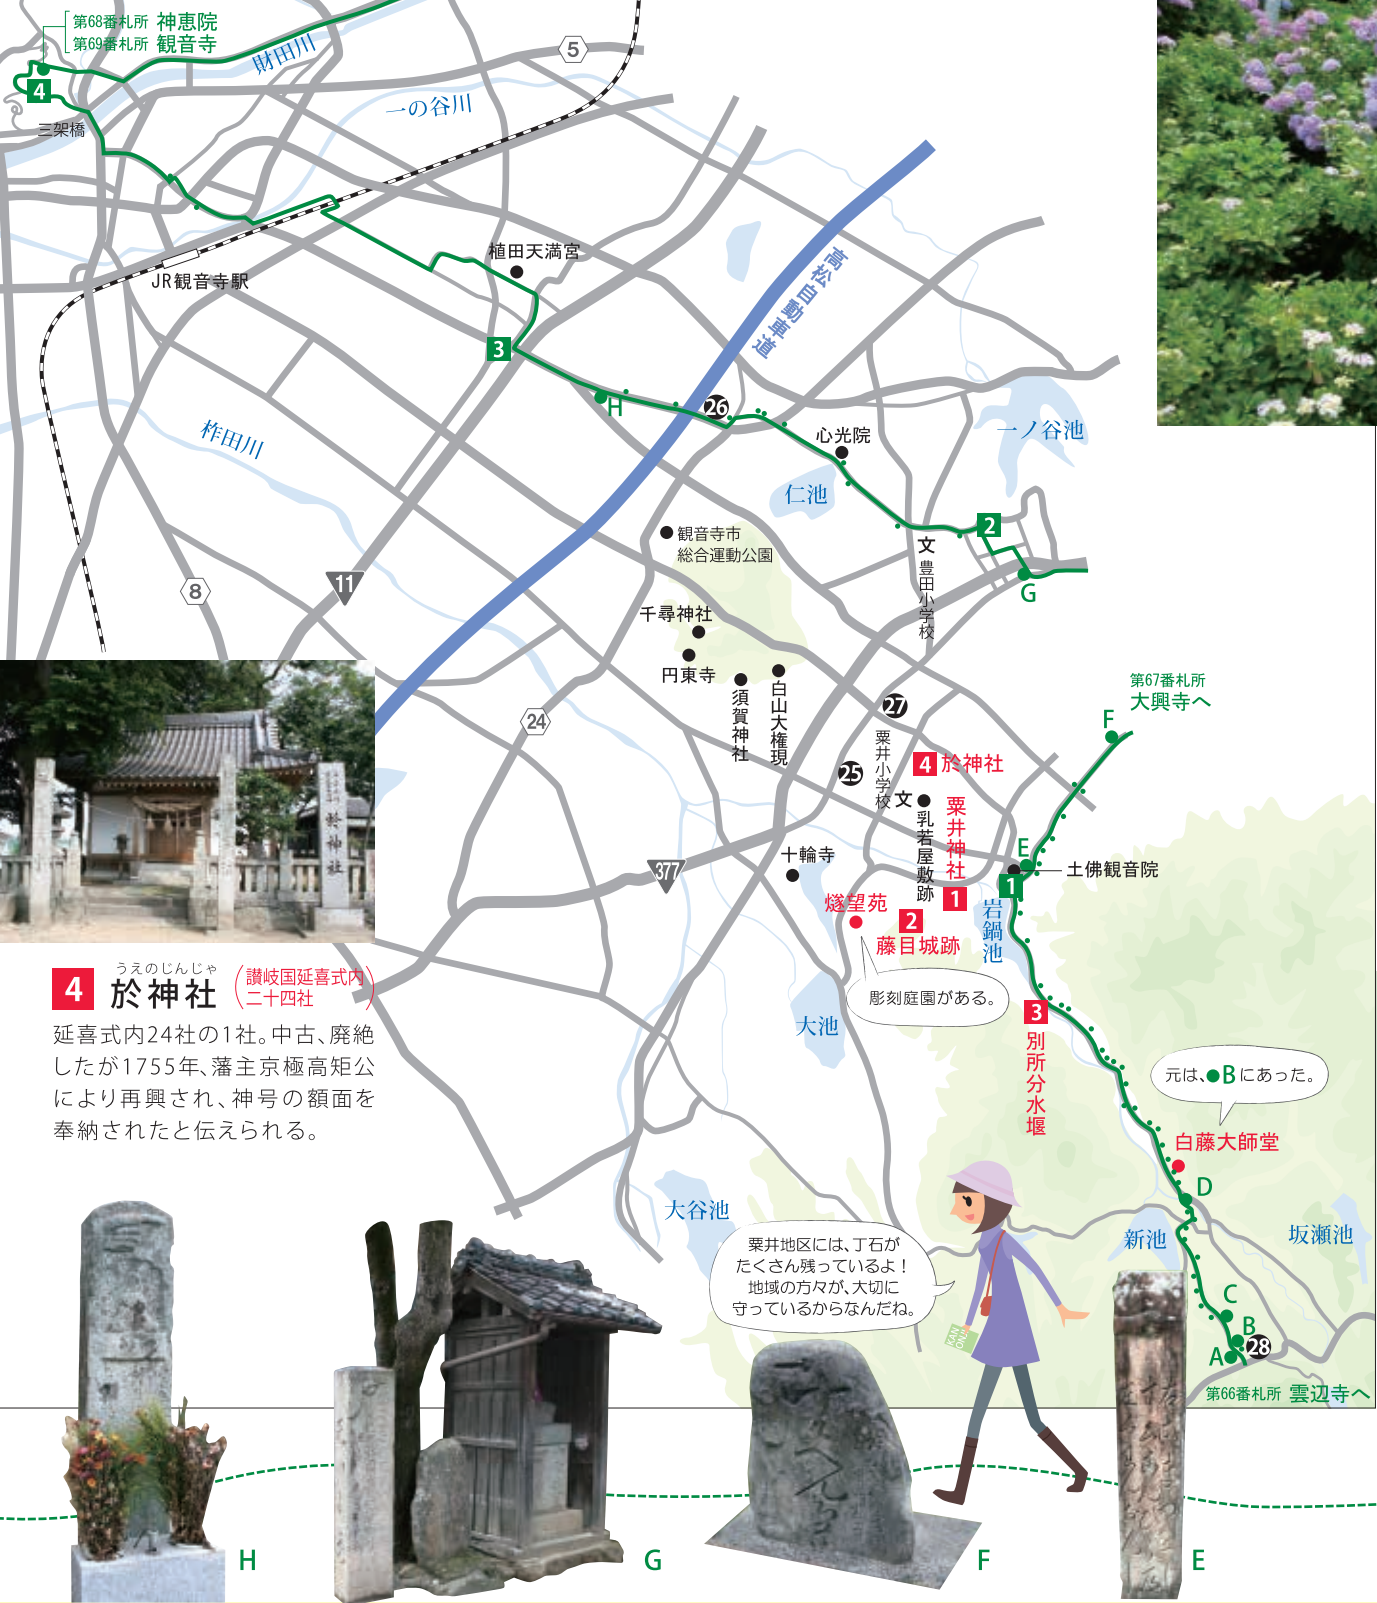 第68番札所 神恵院
第69番札所 観音寺
4
三架橋
財田川
一の谷川
5
JR観音寺駅
植田天満宮
3
H
高松自動車道
26
心光院
仁池
一ノ谷池
2
G
文 豊田小学校
柞田川
8
11
観音寺市
総合運動公園
千尋神社
円東寺
須賀神社
白山大権現
24
27
25
粟井小学校
文
4 於神社
乳若屋敷跡
粟井神社
1
377
十輪寺
燧望苑
2
藤目城跡
彫刻庭園がある。
第67番札所
大興寺へ
F
E
1
土佛観音院
岩鍋池
大池
3
別所分水堰
元は、●Bにあった。
白藤大師堂
D
新池
坂瀬池
大谷池
C
B
A
28
第66番札所 雲辺寺へ
於神社
4
うえのじんじゃ
於神社
(讃岐国延喜式内
二十四社)
延喜式内24社の1社。中古、廃絶
したが1755年、藩主京極高矩公
により再興され、神号の額面を
奉納されたと伝えられる。
粟井地区には、丁石が
たくさん残っているよ！
地域の方々が、大切に
守っているからなんだね。
H
G
F
E